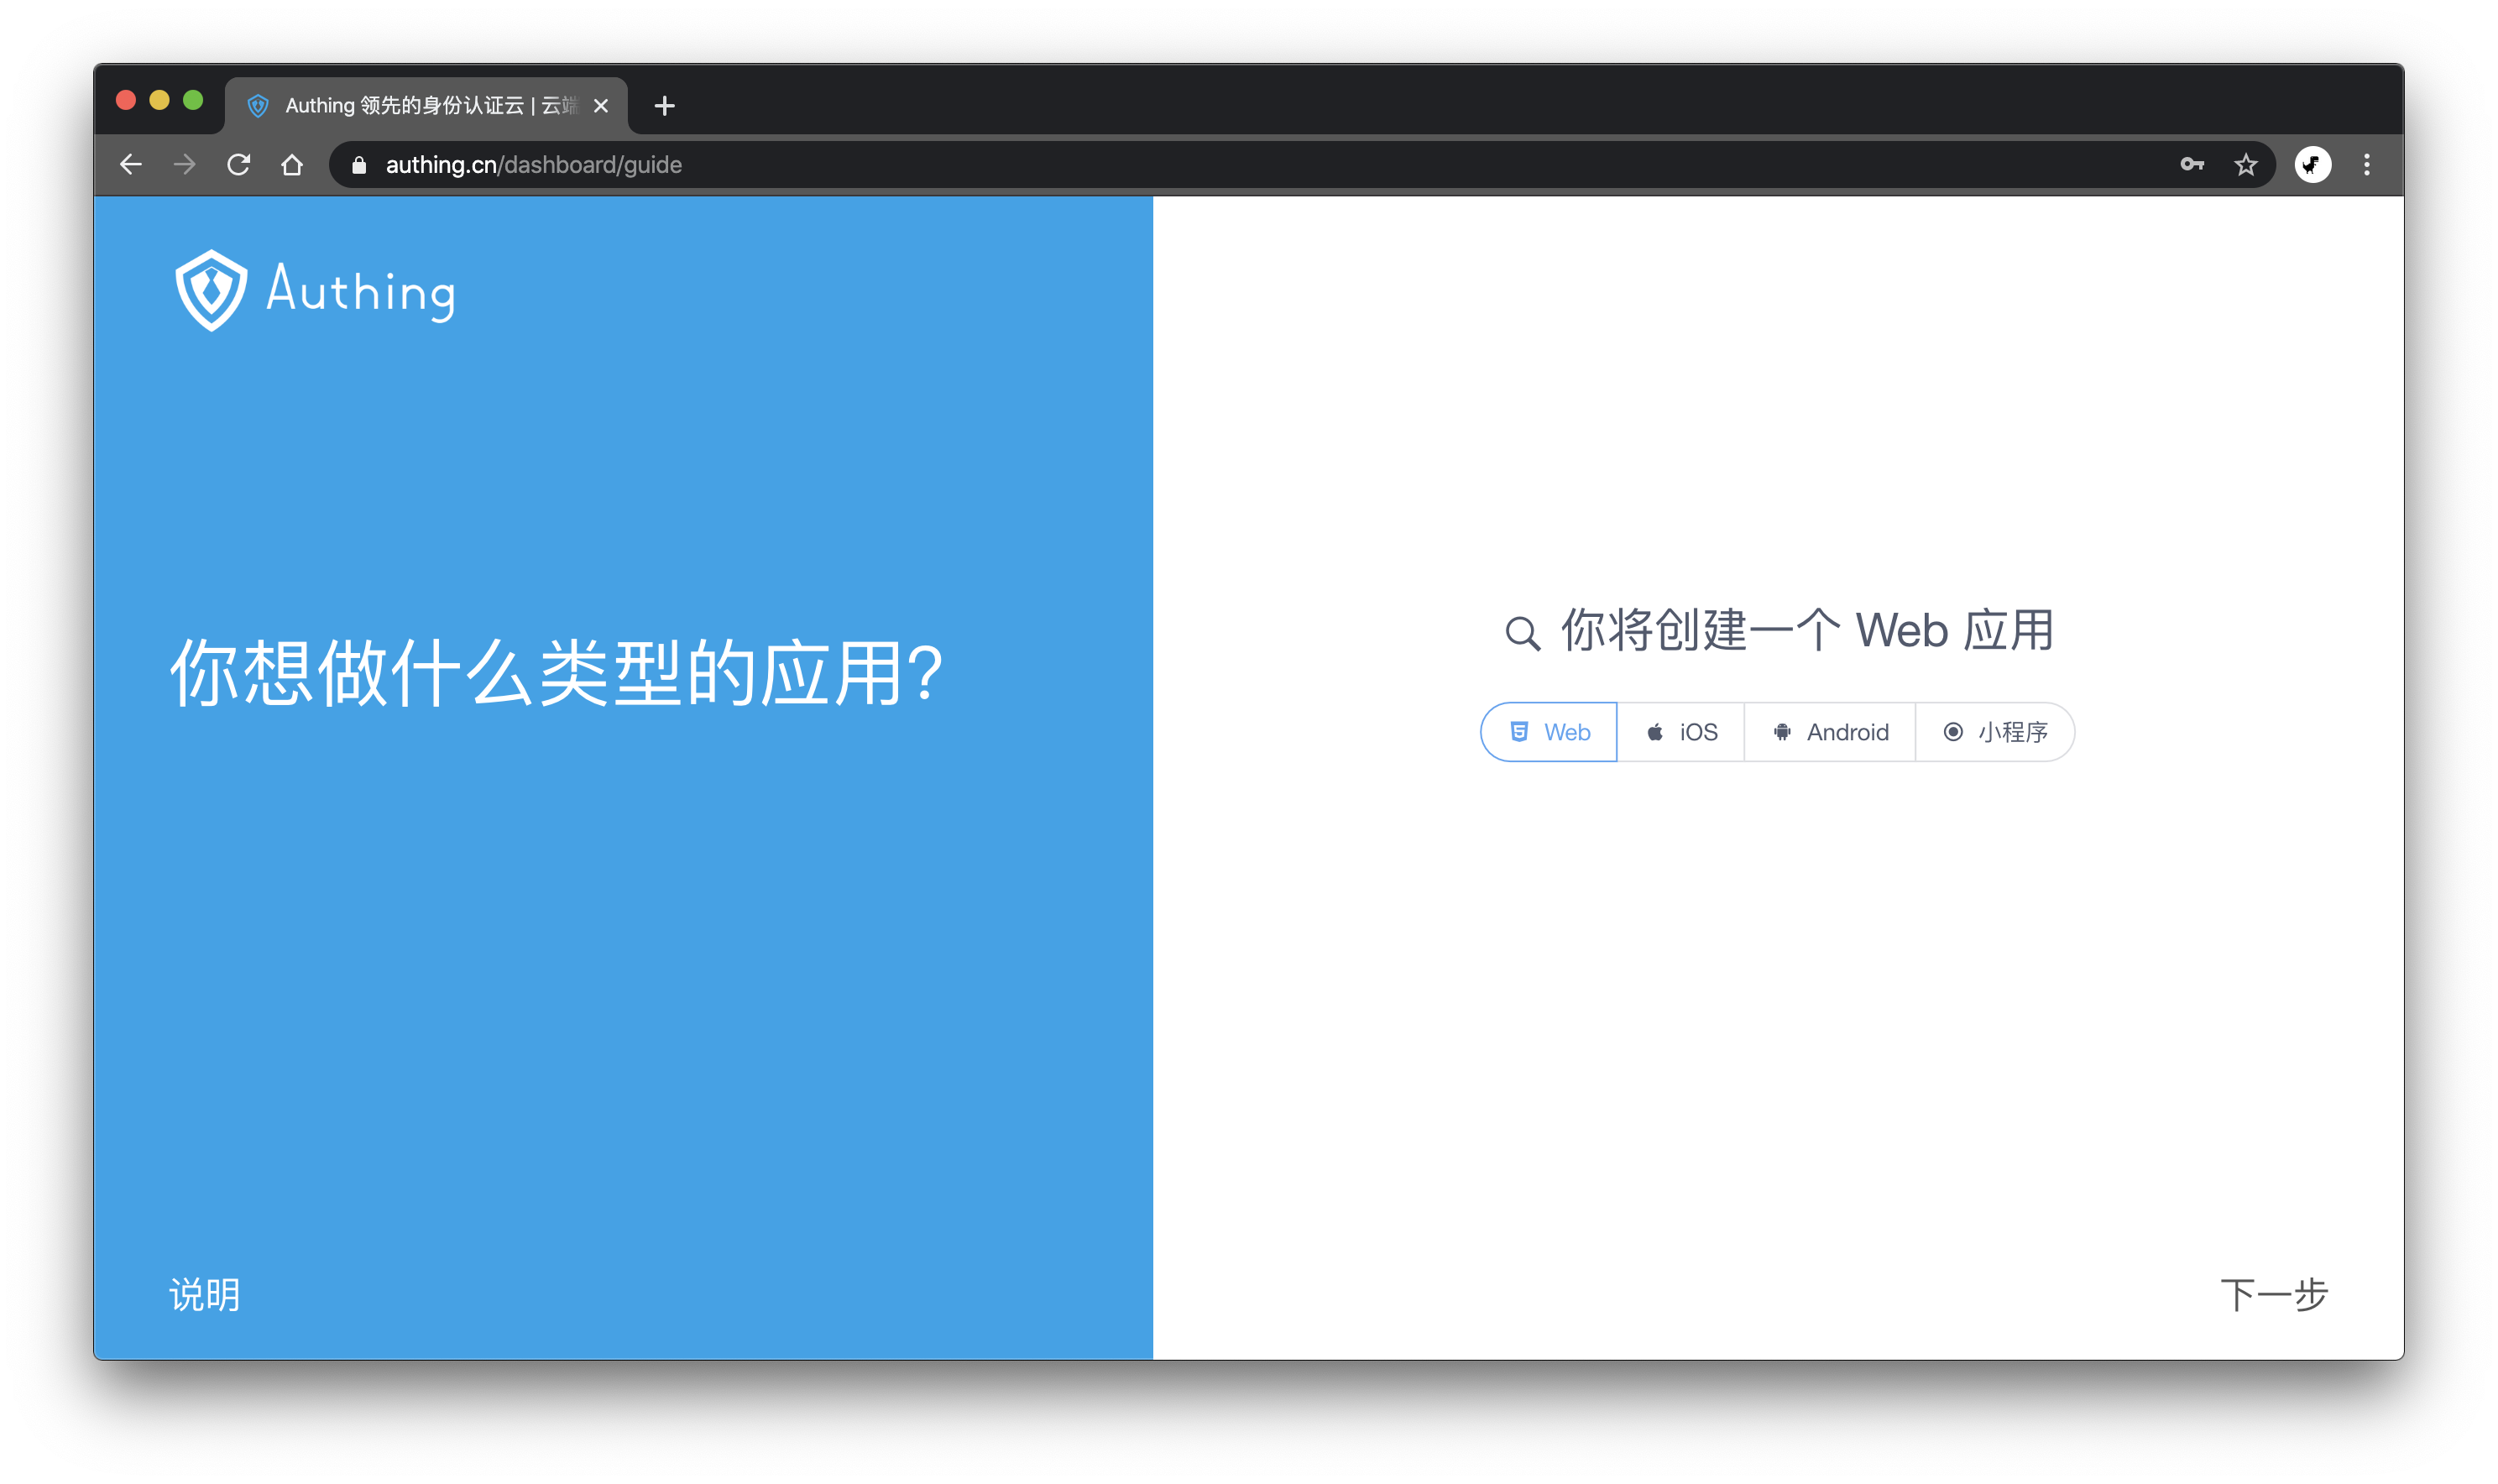 Authing 领先的身份认证云 | 云端
authing.cn/dashboard/guide
Authing
你想做什么类型的应用?
你将创建一个 Web 应用
Web
iOS
Android
小程序
说明
下一步